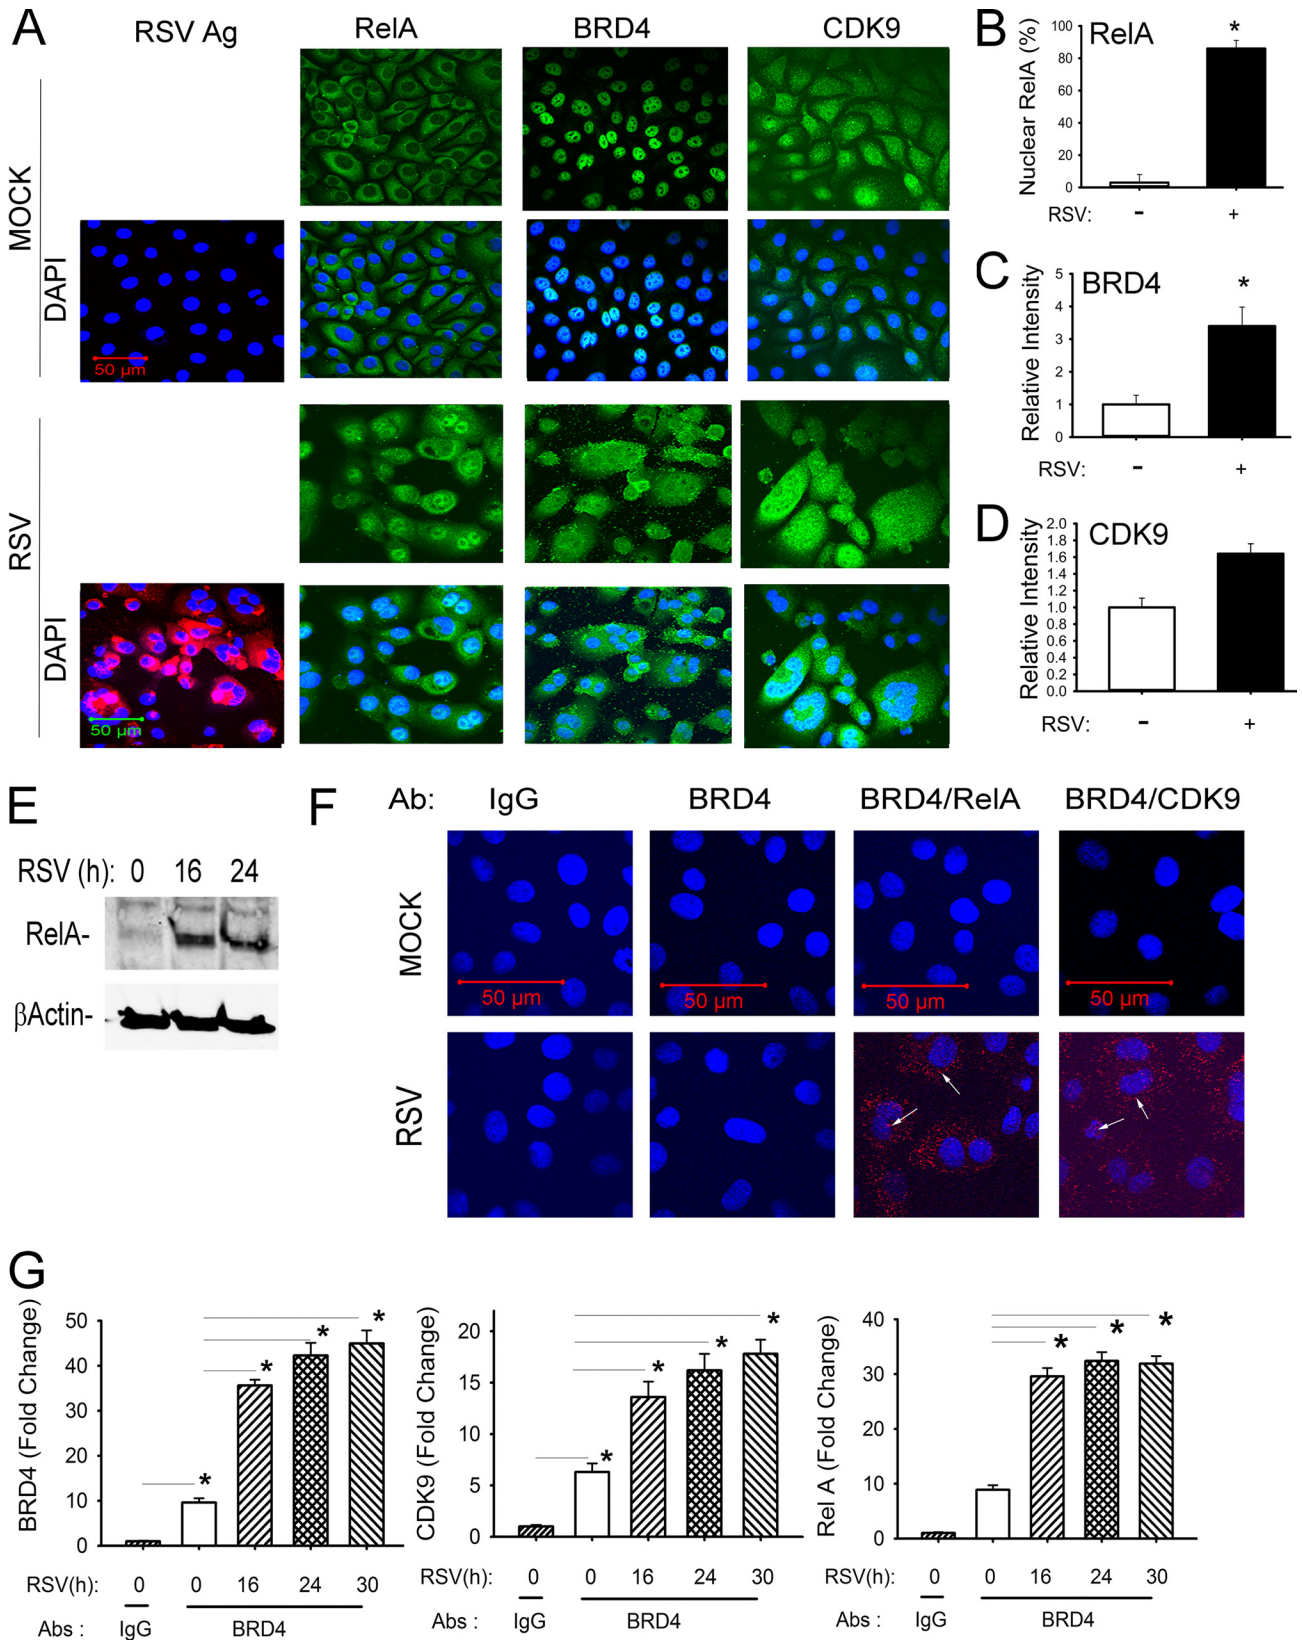 A
RSV Ag
RelA
BRD4
CDK9
MOCK
DAPI
50 µm
RSV
DAPI
50 µm
B
RelA
Nuclear RelA (%)
100
80
60
40
20
0
RSV:
-
+
*
C
BRD4
Relative Intensity
5
4
3
2
1
0
RSV:
-
+
*
D
CDK9
Relative Intensity
2.0
1.8
1.6
1.4
1.2
1.0
0.8
0.6
0.4
0.2
0.0
RSV:
-
+
E
RSV (h): 0 16 24
RelA-
βActin-
F
Ab: IgG BRD4 BRD4/RelA BRD4/CDK9
MOCK
50 µm
50 µm
50 µm
50 µm
RSV
G
BRD4 (Fold Change)
50
40
30
20
10
0
* * * *
RSV(h): 0 0 16 24 30
Abs : IgG BRD4
CDK9 (Fold Change)
20
15
10
5
0
* * * *
RSV(h): 0 0 16 24 30
Abs : IgG BRD4
Rel A (Fold Change)
40
30
20
10
0
* * *
RSV(h): 0 0 16 24 30
Abs : IgG BRD4